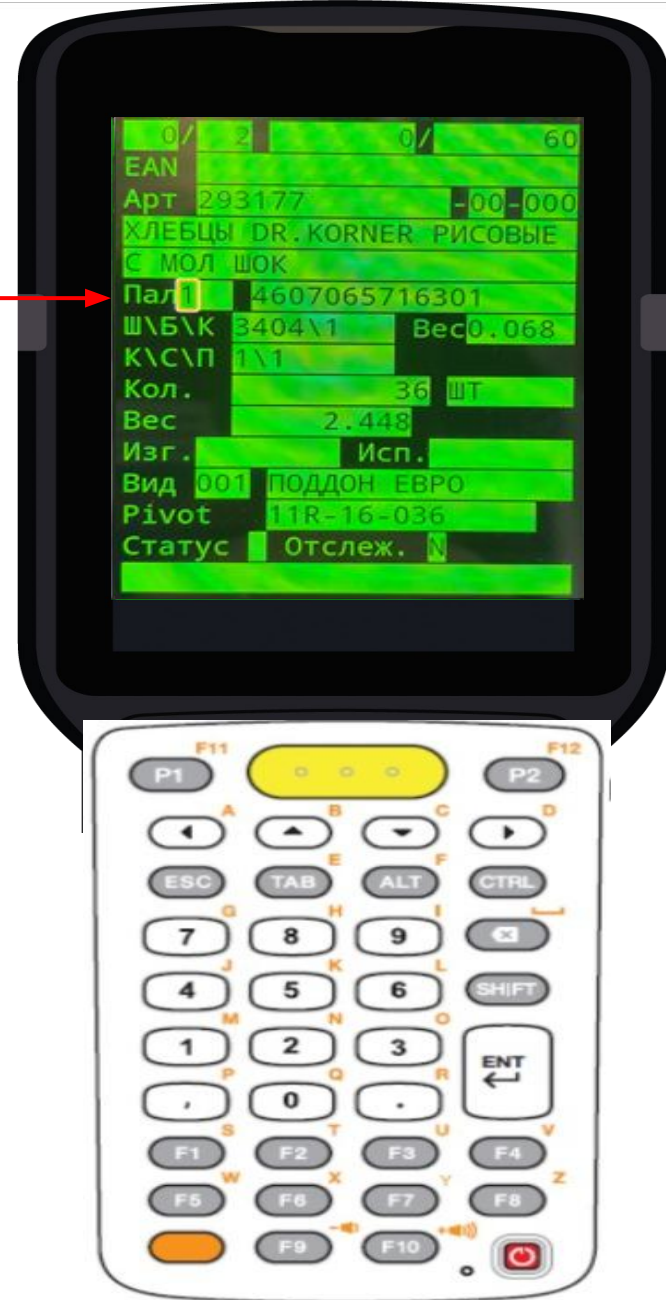 0/ 2 0/ 60
EAN
Арт 293177 -00-000
ХЛЕБЦЫ DR.KORNER РИСОВЫЕ
С МОЛ ШОК
Пал 1 4607065716301
Ш\Б\К 3404\1 Вес 0.068
К\С\П 1\1
Кол. 36 ШТ
Вес 2.448
Изг. Исп.
Вид 001 ПОДДОН ЕВРО
Pivot 11R-16-036
Статус Отслеж. N
F11 F12
P1 P2
A B C D
E F
ESC TAB ALT CTRL
G H I
7 8 9
J K L
4 5 6 SHIFT
M N O
1 2 3 ENT
P Q R
, 0 .
S T U V
F1 F2 F3 F4
W X Y Z
F5 F6 F7 F8
F9 F10